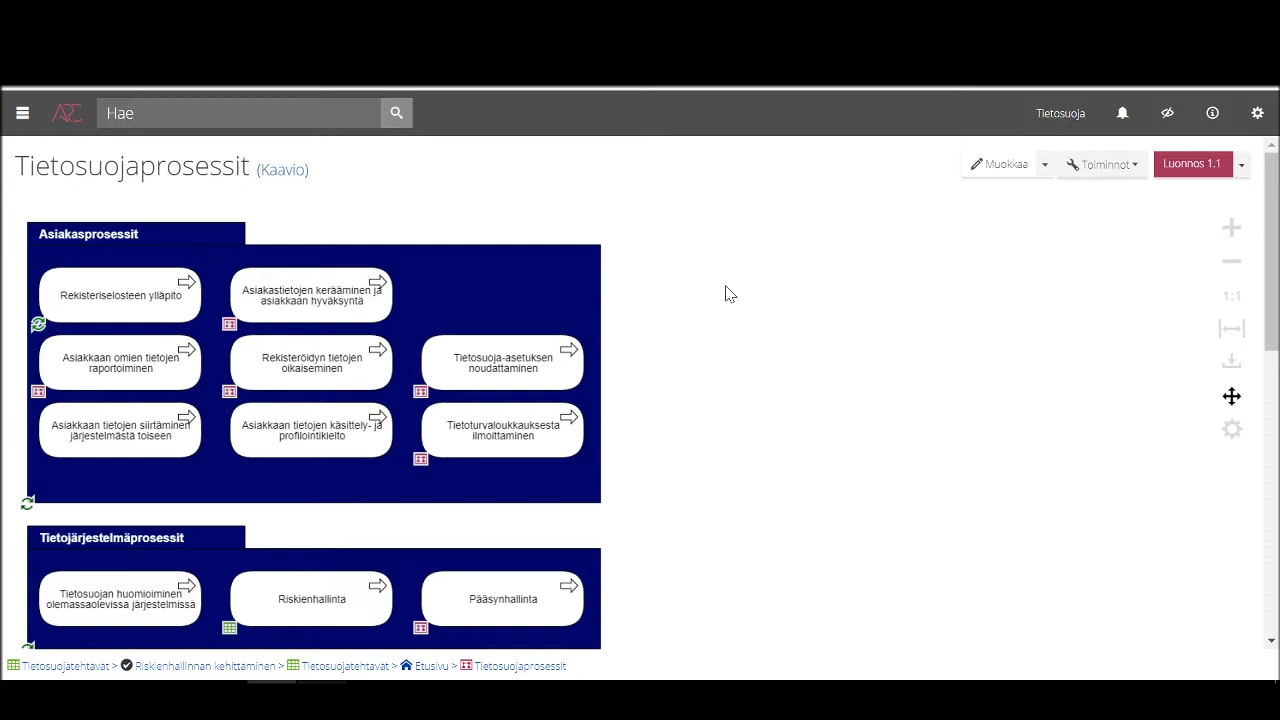 ARC
Hae
Tietosuoja
Tietosuojaprosessit (Kaavio)
Muokkaa
Toiminnot
Luonnos 1.1
Asiakasprosessit
Rekisteriselosteen ylläpito
Asiakastietojen kerääminen ja
asiakkaan hyväksyntä
Asiakkaan omien tietojen
raportoiminen
Rekisteröidyn tietojen
oikaiseminen
Tietosuoja-asetuksen
noudattaminen
Asiakkaan tietojen siirtäminen
järjestelmästä toiseen
Asiakkaan tietojen käsittely- ja
profilointikielto
Tietoturvaloukkauksesta
ilmoittaminen
1:1
Tietojärjestelmäprosessit
Tietosuojan huomioiminen
olemassaolevissa järjestelmissä
Riskienhallinta
Pääsynhallinta
Tietosuojatehtävät > Riskienhallinnan kehittäminen > Tietosuojatehtävät > Etusivu > Tietosuojaprosessit